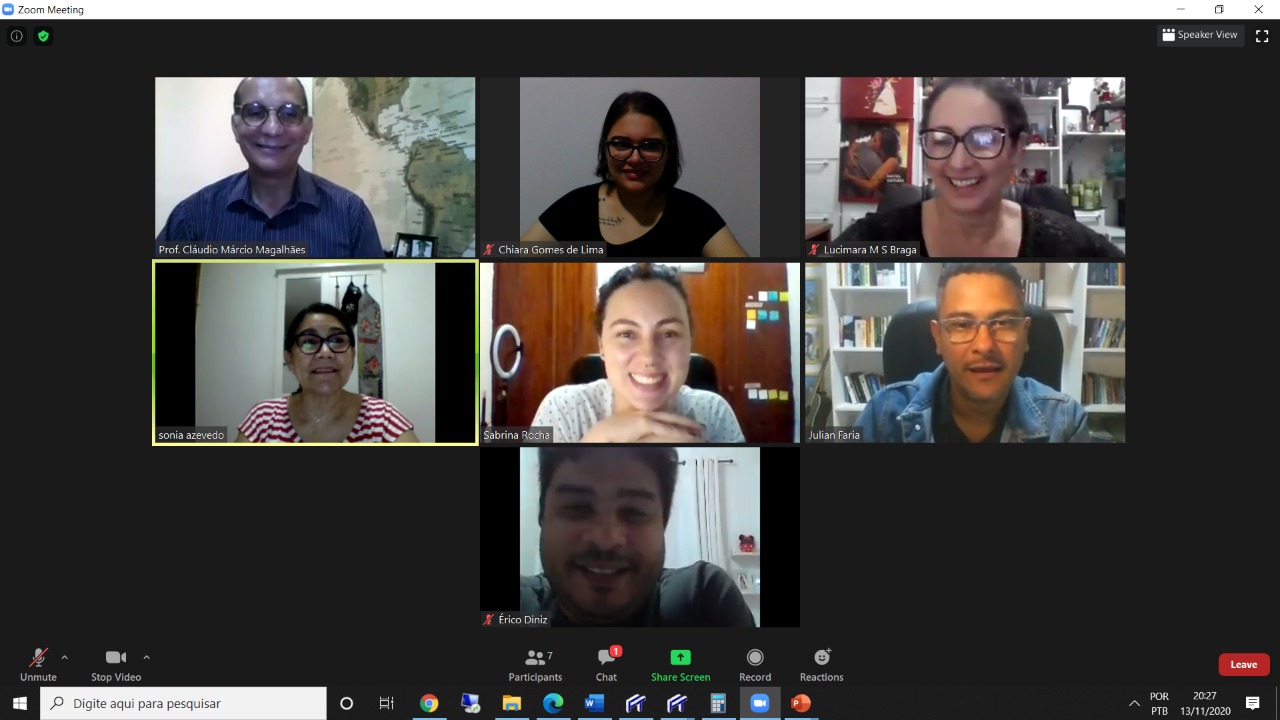 Zoom Meeting
Speaker View
Prof. Cláudio Márcio Magalhães
Chiara Gomes de Lima
Lucimara M S Braga
sonia azevedo
Sabrina Rocha
Julian Faria
Érico Diniz
Unmute
Stop Video
7
Participants
1
Chat
Share Screen
Record
Reactions
Leave
Digite aqui para pesquisar
POR
PTB
20:27
13/11/2020